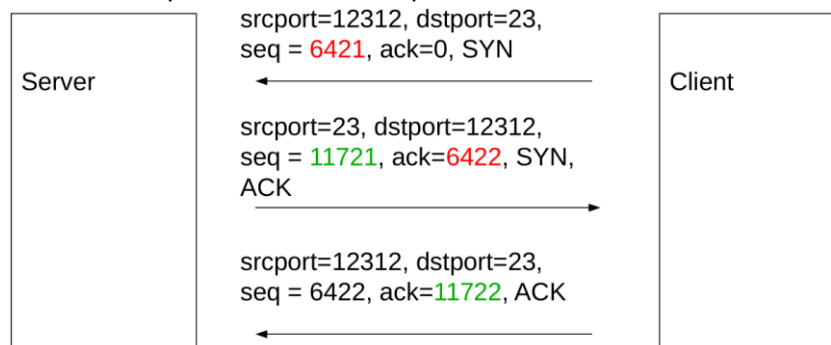 srcport=12312, dstport=23,
seq = 6421, ack=0, SYN
Server
Client
srcport=23, dstport=12312,
seq = 11721, ack=6422, SYN,
ACK
srcport=12312, dstport=23,
seq = 6422, ack=11722, ACK